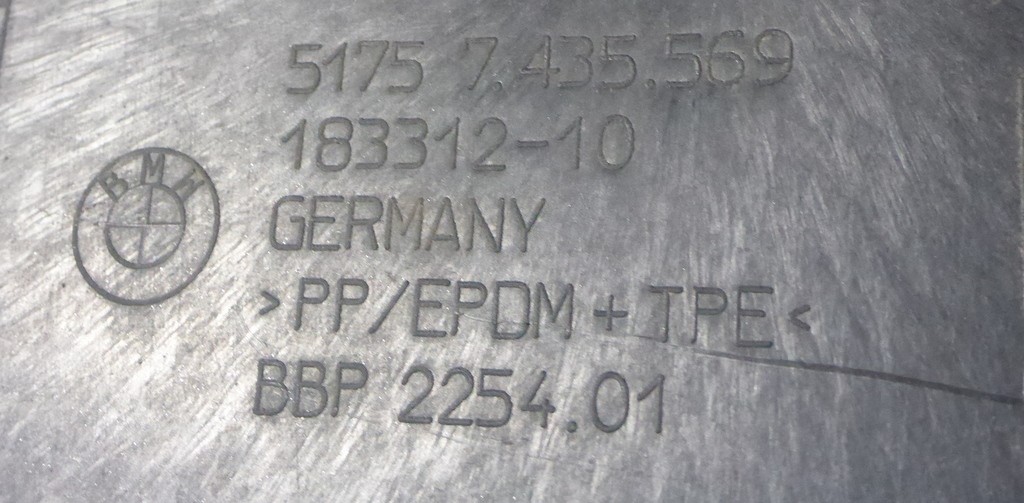 5175 7.435.569
183312-10
BMW
GERMANY
>PP/EPDM + TPE<
BBP 2254.01